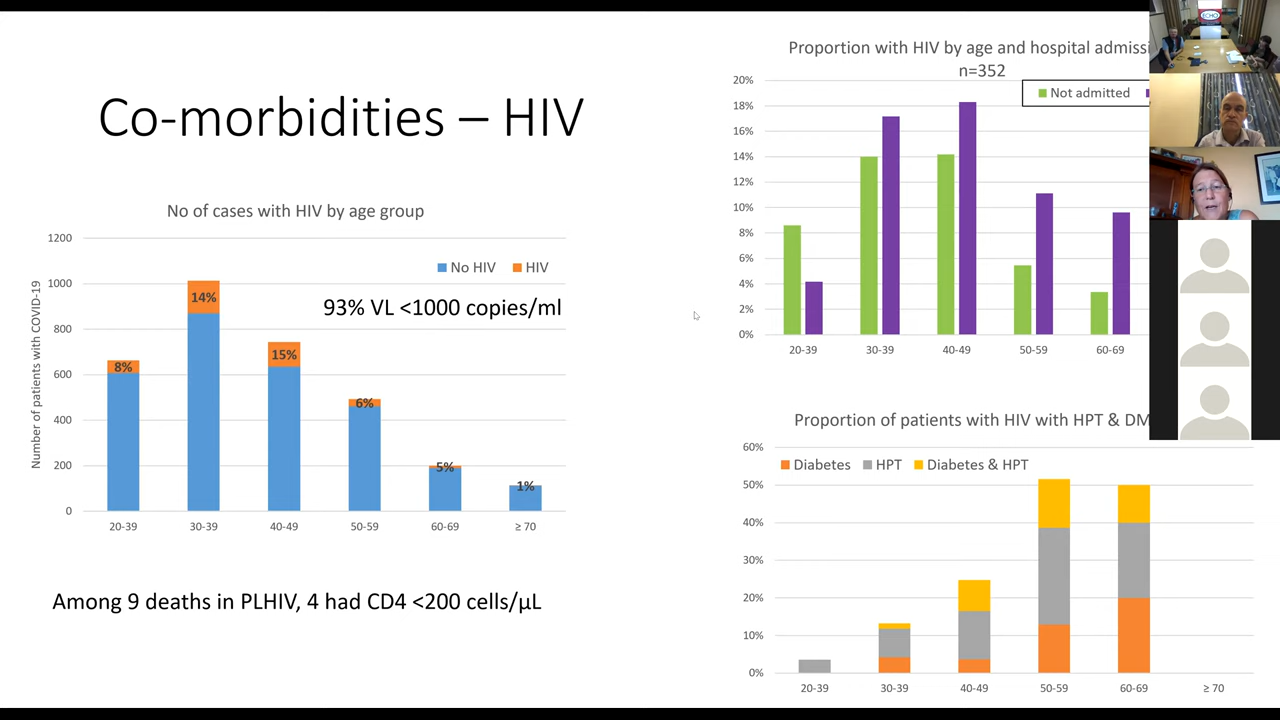 Co-morbidities – HIV
No of cases with HIV by age group
1200
1000
800
600
400
200
0
Number of patients with COVID-19
No HIV HIV
93% VL <1000 copies/ml
8%
14%
15%
6%
5%
1%
20-39 30-39 40-49 50-59 60-69 ≥ 70
Among 9 deaths in PLHIV, 4 had CD4 <200 cells/µL
Proportion with HIV by age and hospital
n=352
20%
18%
16%
14%
12%
10%
8%
6%
4%
2%
0%
Not admitted
20-39 30-39 40-49 50-59 60-69
Proportion of patients with HIV with HPT & DM
60%
50%
40%
30%
20%
10%
0%
Diabetes HPT Diabetes & HPT
20-39 30-39 40-49 50-59 60-69 ≥ 70
ECHO